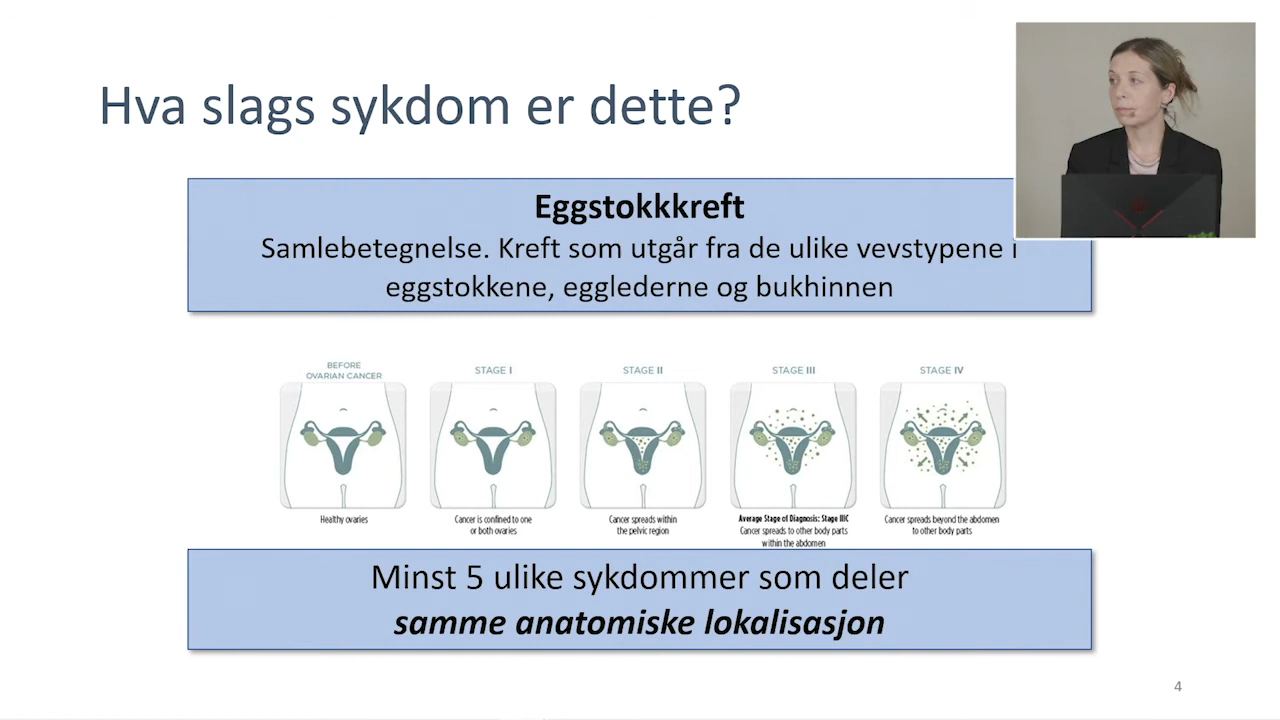 Hva slags sykdom er dette?
Eggstokkkreft
Samlebetegnelse. Kreft som utgår fra de ulike vevstypene i
eggstokkene, egglederne og bukhinnen
BEFORE
OVARIAN CANCER
STAGE I
STAGE II
STAGE III
STAGE IV
Healthy ovaries
Cancer is confined to one
or both ovaries
Cancer spreads within
the pelvic region
Average Stage of Diagnosis: Stage IIIC
Cancer spreads to other body parts
within the abdomen
Cancer spreads beyond the abdomen
to other body parts
Minst 5 ulike sykdommer som deler
samme anatomiske lokalisasjon
4